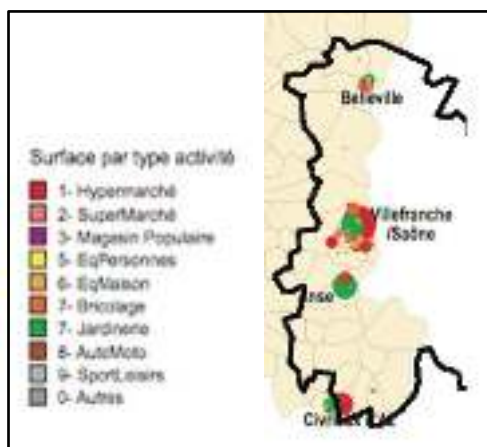 Belleville
Surface par type activité
1- Hypermarché
2- SuperMarché
3- Magasin Populaire
5- EqPersonnes
6- EqMaison
7- Bricolage
7- Jardinerie
8- AutoMoto
9- SportLoisirs
0- Autres
Villefranche
/Saône
nse